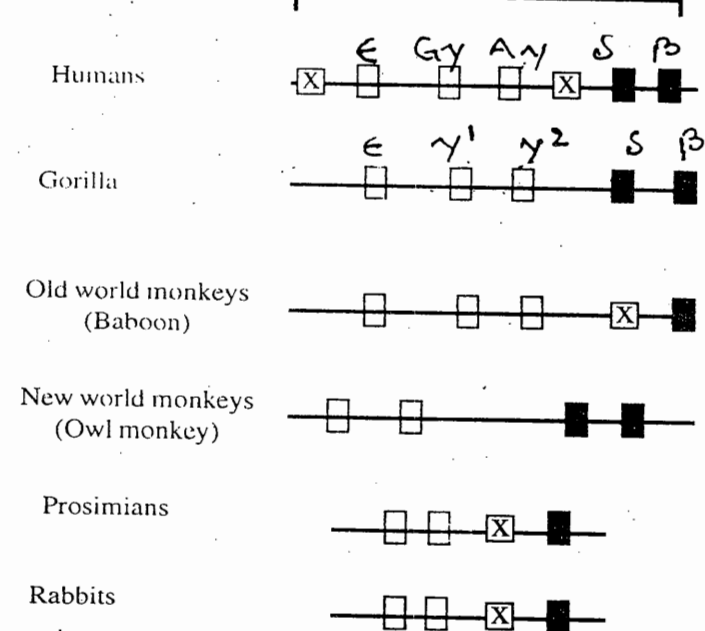 ϵ Gγ Aγ δ β
Humans X X
ϵ γ¹ γ² δ β
Gorilla
Old world monkeys
(Baboon) X
New world monkeys
(Owl monkey)
Prosimians X
Rabbits X